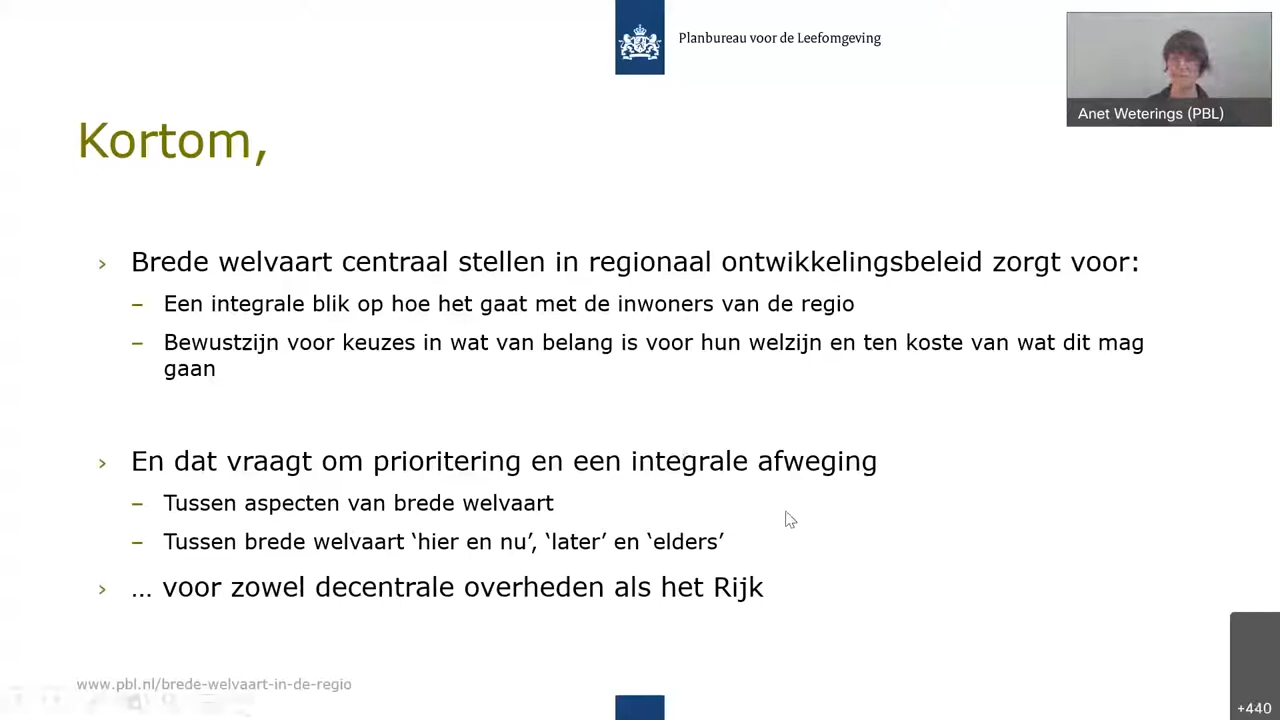 Planbureau voor de Leefomgeving
Anet Weterings (PBL)
Kortom,
› Brede welvaart centraal stellen in regionaal ontwikkelingsbeleid zorgt voor:
– Een integrale blik op hoe het gaat met de inwoners van de regio
– Bewustzijn voor keuzes in wat van belang is voor hun welzijn en ten koste van wat dit mag
gaan
› En dat vraagt om prioritering en een integrale afweging
– Tussen aspecten van brede welvaart
– Tussen brede welvaart ‘hier en nu’, ‘later’ en ‘elders’
› … voor zowel decentrale overheden als het Rijk
www.pbl.nl/brede-welvaart-in-de-regio
+440